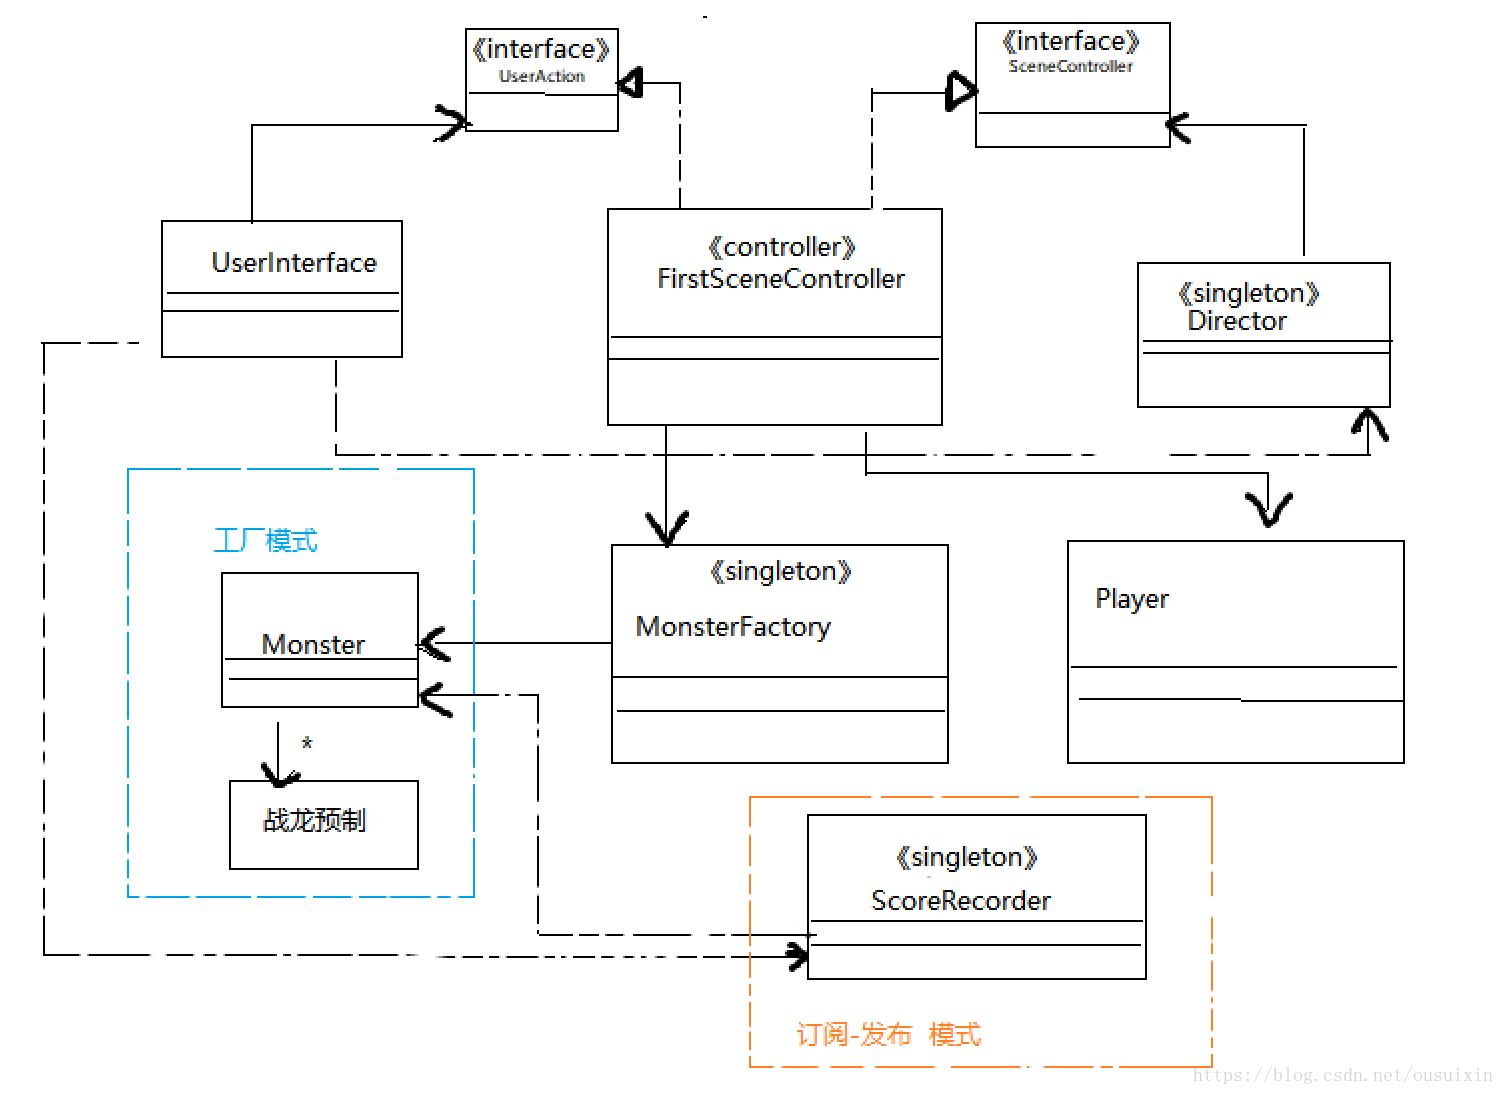 《interface》
UserAction
《interface》
SceneController
UserInterface
《controller》
FirstSceneController
《singleton》
Director
工厂模式
Monster
*
战龙预制
《singleton》
MonsterFactory
Player
《singleton》
ScoreRecorder
订阅-发布 模式
https://blog.csdn.net/ousuixin